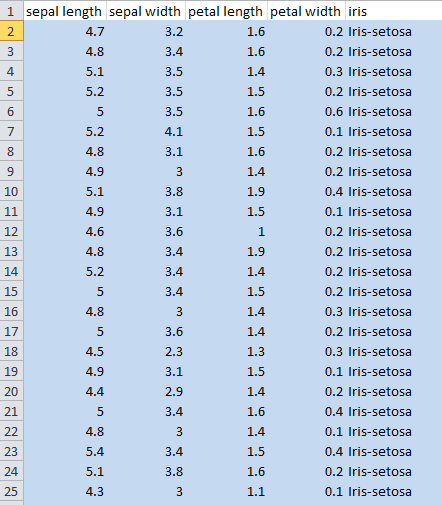 1 sepal length sepal width petal length petal width iris
2 4.7 3.2 1.6 0.2 Iris-setosa
3 4.8 3.4 1.6 0.2 Iris-setosa
4 5.1 3.5 1.4 0.3 Iris-setosa
5 5.2 3.5 1.5 0.2 Iris-setosa
6 5 3.5 1.6 0.6 Iris-setosa
7 5.2 4.1 1.5 0.1 Iris-setosa
8 4.8 3.1 1.6 0.2 Iris-setosa
9 4.9 3 1.4 0.2 Iris-setosa
10 5.1 3.8 1.9 0.4 Iris-setosa
11 4.9 3.1 1.5 0.1 Iris-setosa
12 4.6 3.6 1 0.2 Iris-setosa
13 4.8 3.4 1.9 0.2 Iris-setosa
14 5.2 3.4 1.4 0.2 Iris-setosa
15 5 3.4 1.5 0.2 Iris-setosa
16 4.8 3 1.4 0.3 Iris-setosa
17 5 3.6 1.4 0.2 Iris-setosa
18 4.5 2.3 1.3 0.3 Iris-setosa
19 4.9 3.1 1.5 0.1 Iris-setosa
20 4.4 2.9 1.4 0.2 Iris-setosa
21 5 3.4 1.6 0.4 Iris-setosa
22 4.8 3 1.4 0.1 Iris-setosa
23 5.4 3.4 1.5 0.4 Iris-setosa
24 5.1 3.8 1.6 0.2 Iris-setosa
25 4.3 3 1.1 0.1 Iris-setosa